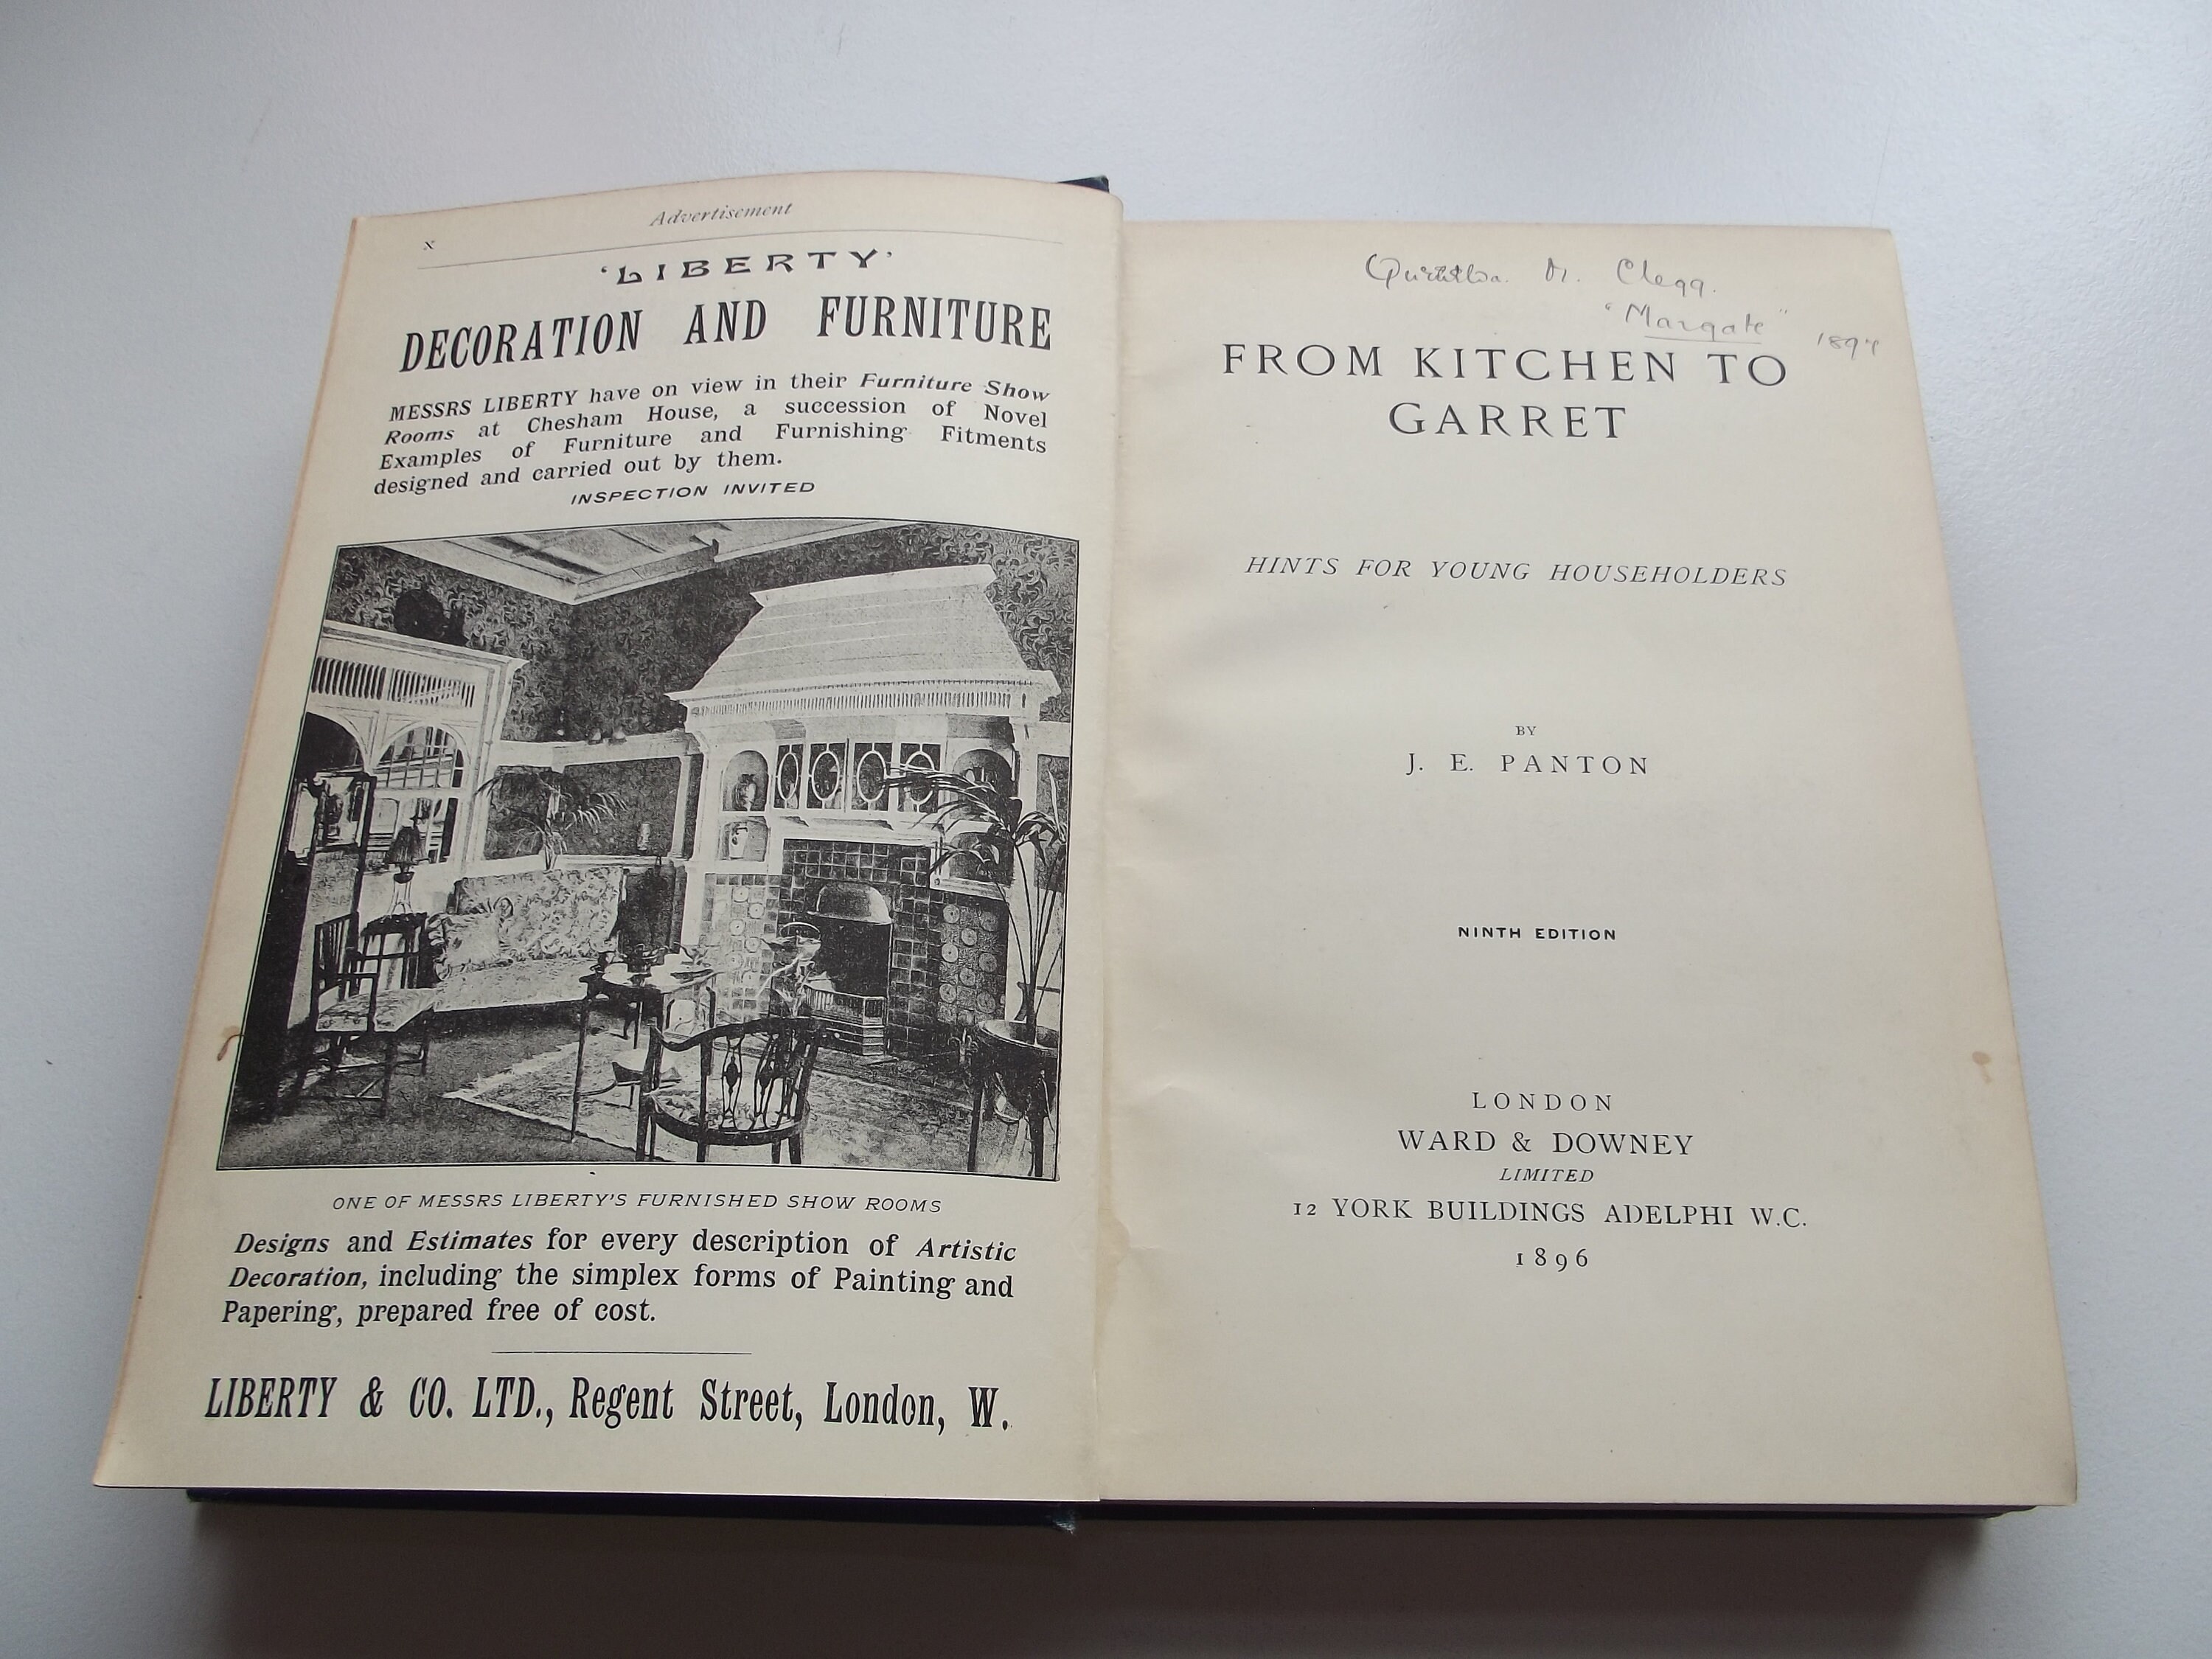 Advertisement
x
'LIBERTY'
DECORATION AND FURNITURE
MESSRS LIBERTY have on view in their Furniture Show
Rooms at Chesham House, a succession of Novel
Examples of Furniture and Furnishing Fitments
designed and carried out by them.
INSPECTION INVITED
ONE OF MESSRS LIBERTY'S FURNISHED SHOW ROOMS
Designs and Estimates for every description of Artistic
Decoration, including the simplex forms of Painting and
Papering, prepared free of cost.
LIBERTY & CO. LTD., Regent Street, London, W.
M. Clegg.
"Margate"
FROM KITCHEN TO
GARRET
HINTS FOR YOUNG HOUSEHOLDERS
BY
J. E. PANTON
NINTH EDITION
LONDON
WARD & DOWNEY
LIMITED
12 YORK BUILDINGS ADELPHI W.C.
1896